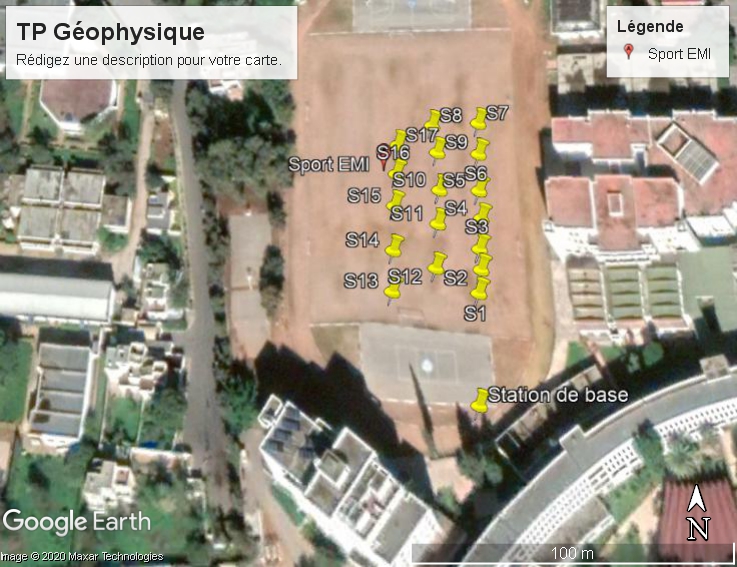 TP Géophysique
Rédigez une description pour votre carte.
Légende
Sport EMI
S8
S7
S17
S9
S16
Sport EMI
S10
S5
S6
S15
S11
S4
S3
S14
S13
S12
S2
S1
Station de base
Google Earth
N
100 m
Image © 2020 Maxar Technologies